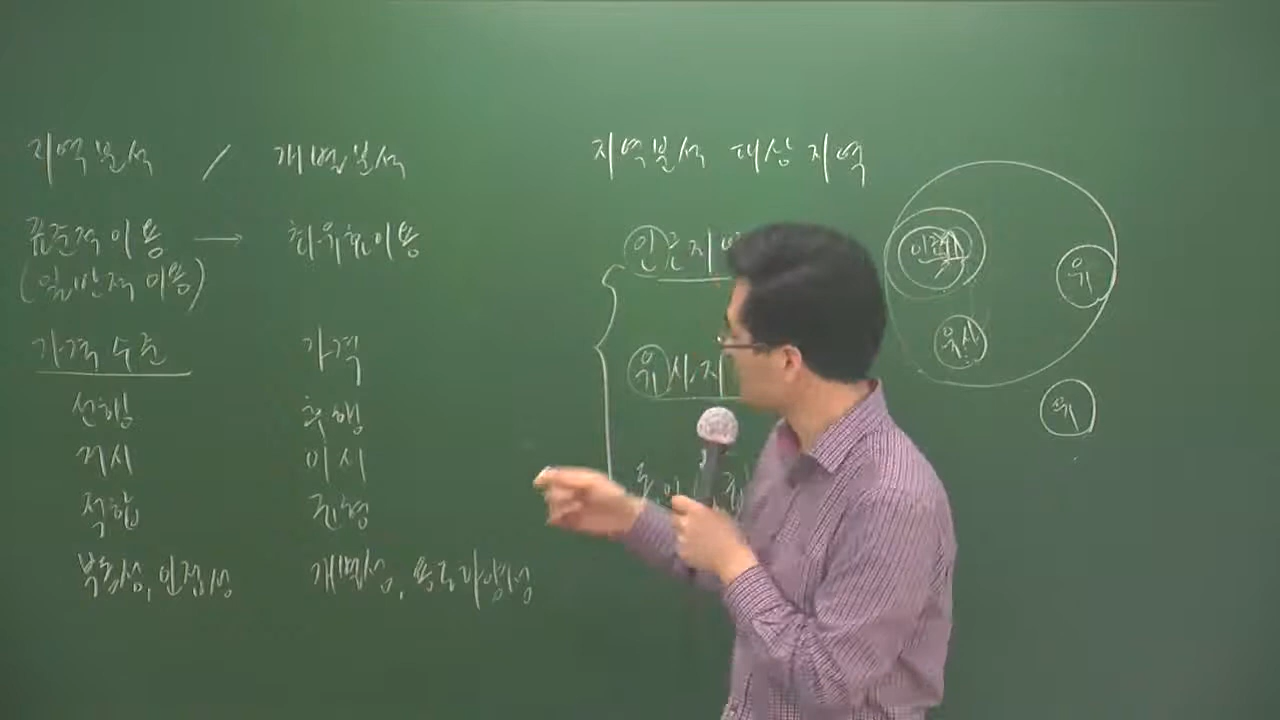 지역분석 / 개별분석
표준적이용 → 최유효이용
(일반적이용)
가격수준 가격
선행 후행
거시 미시
적합 균형
부동성, 인접성 개별성, 용도다양성
지역분석 대상지역
인근지역
유사지
동 수
인근
유사
유
유